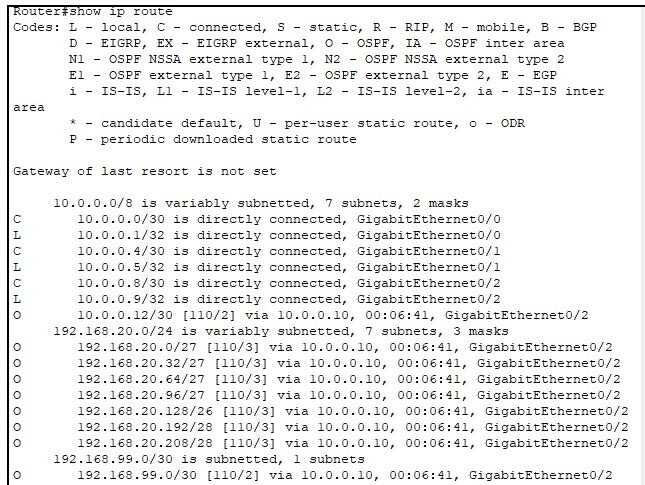 Router#show ip route
Codes: L - local, C - connected, S - static, R - RIP, M - mobile, B - BGP
D - EIGRP, EX - EIGRP external, O - OSPF, IA - OSPF inter area
N1 - OSPF NSSA external type 1, N2 - OSPF NSSA external type 2
E1 - OSPF external type 1, E2 - OSPF external type 2, E - EGP
i - IS-IS, L1 - IS-IS level-1, L2 - IS-IS level-2, ia - IS-IS inter
area
* - candidate default, U - per-user static route, o - ODR
P - periodic downloaded static route
Gateway of last resort is not set
10.0.0.0/8 is variably subnetted, 7 subnets, 2 masks
C 10.0.0.0/30 is directly connected, GigabitEthernet0/0
L 10.0.0.1/32 is directly connected, GigabitEthernet0/0
C 10.0.0.4/30 is directly connected, GigabitEthernet0/1
L 10.0.0.5/32 is directly connected, GigabitEthernet0/1
C 10.0.0.8/30 is directly connected, GigabitEthernet0/2
L 10.0.0.9/32 is directly connected, GigabitEthernet0/2
O 10.0.0.12/30 [110/2] via 10.0.0.10, 00:06:41, GigabitEthernet0/2
192.168.20.0/24 is variably subnetted, 7 subnets, 3 masks
O 192.168.20.0/27 [110/3] via 10.0.0.10, 00:06:41, GigabitEthernet0/2
O 192.168.20.32/27 [110/3] via 10.0.0.10, 00:06:41, GigabitEthernet0/2
O 192.168.20.64/27 [110/3] via 10.0.0.10, 00:06:41, GigabitEthernet0/2
O 192.168.20.96/27 [110/3] via 10.0.0.10, 00:06:41, GigabitEthernet0/2
O 192.168.20.128/26 [110/3] via 10.0.0.10, 00:06:41, GigabitEthernet0/2
O 192.168.20.192/28 [110/3] via 10.0.0.10, 00:06:41, GigabitEthernet0/2
O 192.168.20.208/28 [110/3] via 10.0.0.10, 00:06:41, GigabitEthernet0/2
192.168.99.0/30 is subnetted, 1 subnets
O 192.168.99.0/30 [110/2] via 10.0.0.10, 00:06:41, GigabitEthernet0/2